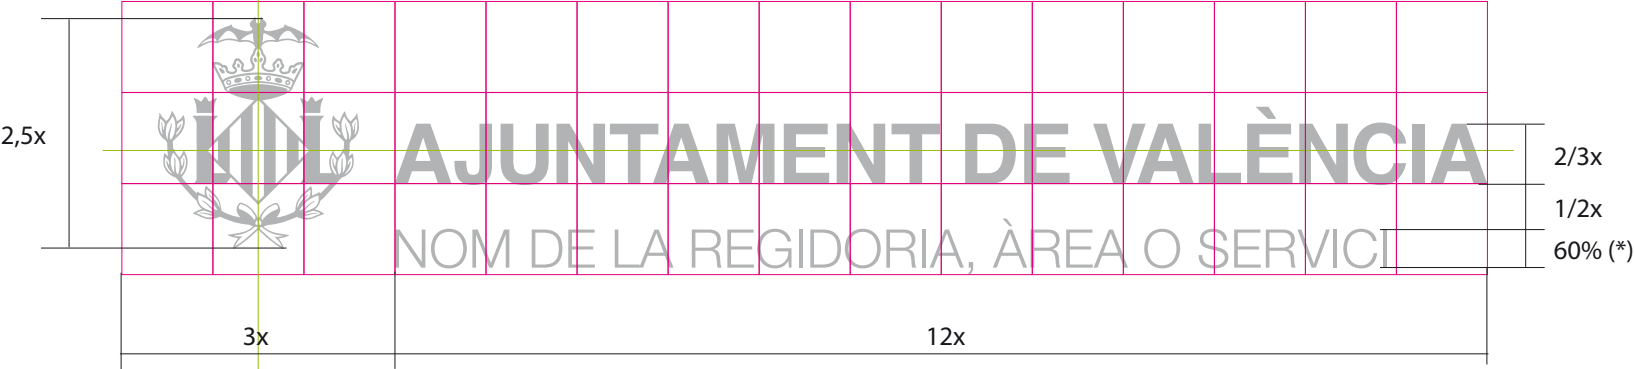 2,5x
AJUNTAMENT DE VALÈNCIA
2/3x
1/2x
NOM DE LA REGIDORIA, ÀREA O SERVICI
60% (*)
3x
12x